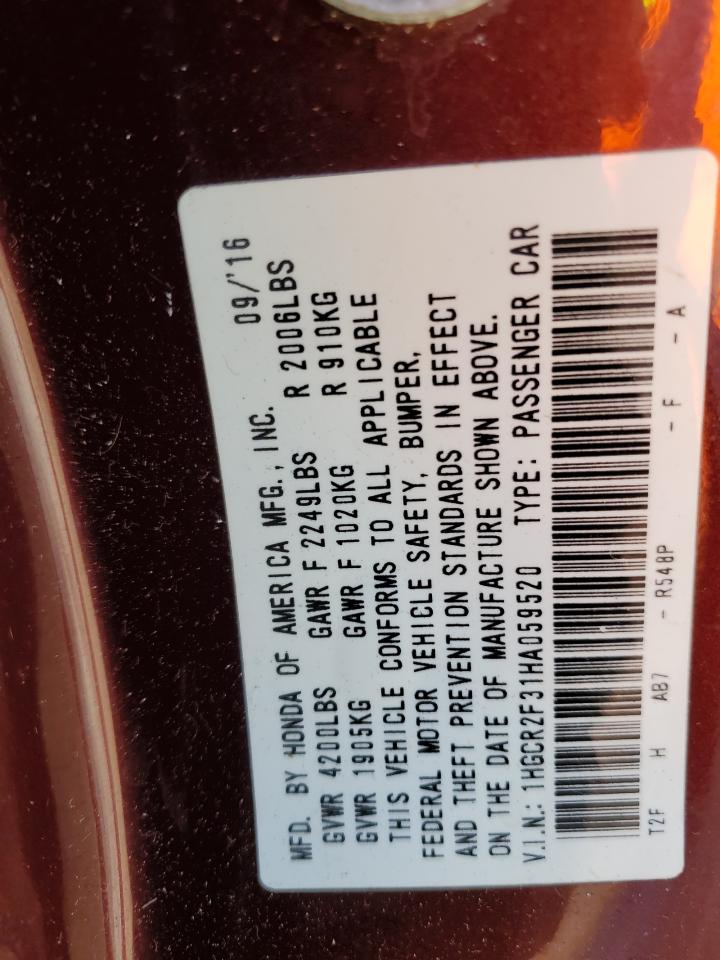 MFD. BY HONDA OF AMERICA MFG., INC. 09/'16
GVWR 4200LBS GAWR F 2249LBS R 2006LBS
GVWR 1905KG GAWR F 1020KG R 910KG
THIS VEHICLE CONFORMS TO ALL APPLICABLE
FEDERAL MOTOR VEHICLE SAFETY, BUMPER,
AND THEFT PREVENTION STANDARDS IN EFFECT
ON THE DATE OF MANUFACTURE SHOWN ABOVE.
V.I.N.: 1HGCR2F31HA059520 TYPE: PASSENGER CAR
T2F H AB7 - R548P - F - A